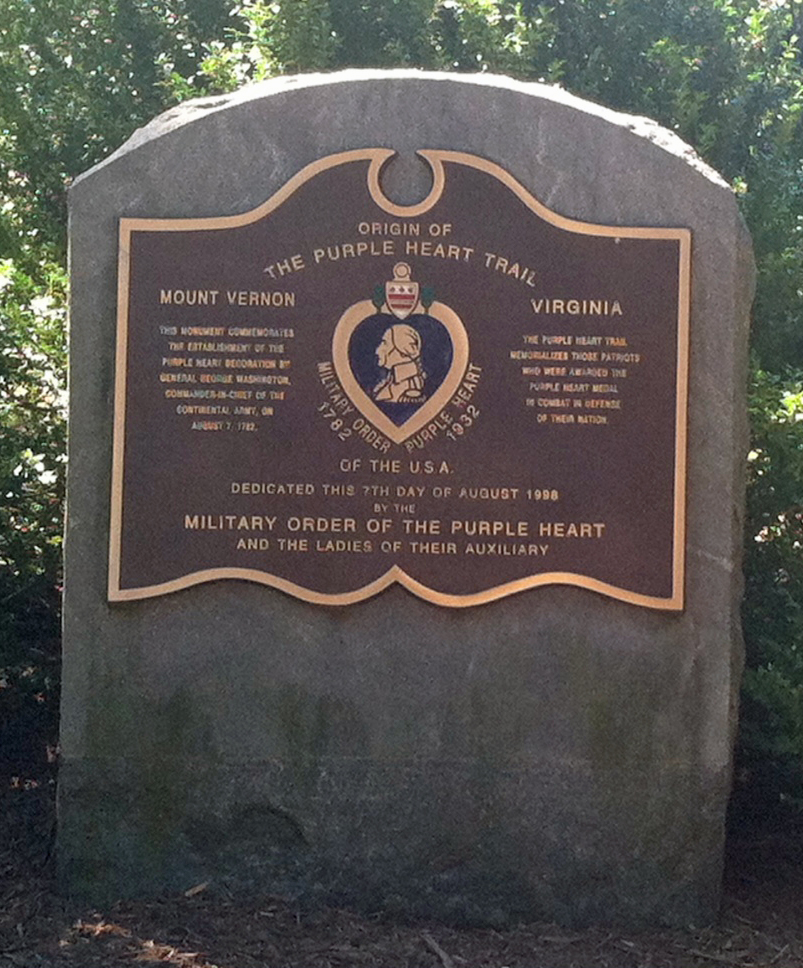 ORIGIN OF
THE PURPLE HEART TRAIL
MOUNT VERNON
THIS MONUMENT COMMEMORATES
THE ESTABLISHMENT OF THE
PURPLE HEART DECORATION BY
GENERAL GEORGE WASHINGTON,
COMMANDER-IN-CHIEF OF THE
CONTINENTAL ARMY, ON
AUGUST 7, 1782.
VIRGINIA
THE PURPLE HEART TRAIL
MEMORIALIZES THOSE PATRIOTS
WHO WERE AWARDED THE
PURPLE HEART MEDAL
IN COMBAT IN DEFENSE
OF THEIR NATION.
MILITARY ORDER PURPLE HEART
1782 1932
OF THE U.S.A.
DEDICATED THIS 7TH DAY OF AUGUST 1998
BY THE
MILITARY ORDER OF THE PURPLE HEART
AND THE LADIES OF THEIR AUXILIARY